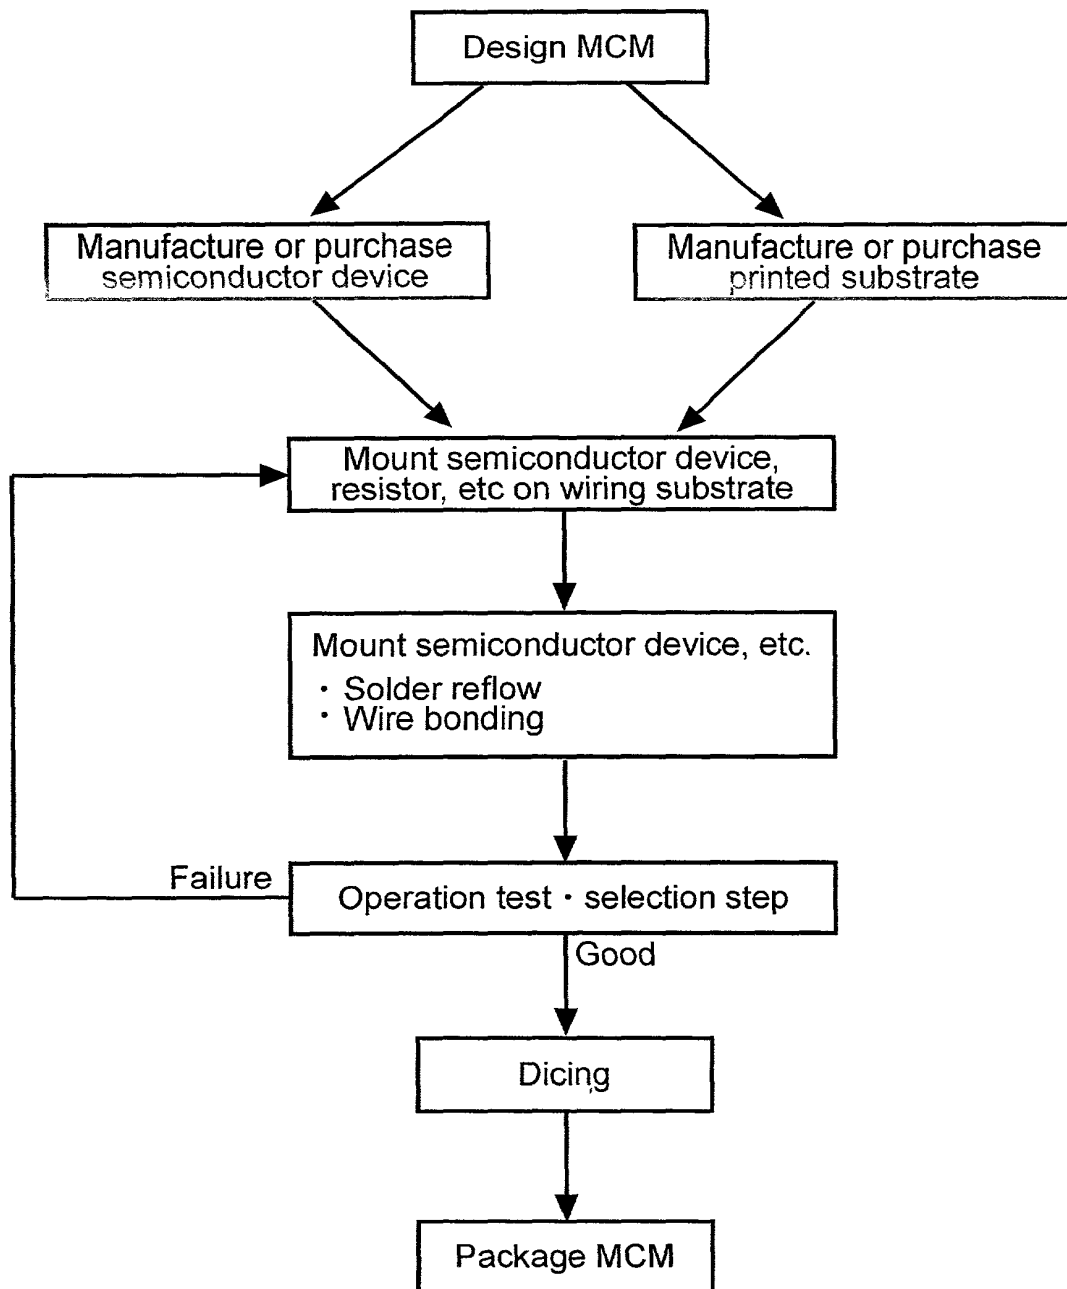 Design MCM
Manufacture or purchase
semiconductor device
Manufacture or purchase
printed substrate
Mount semiconductor device,
resistor, etc on wiring substrate
Mount semiconductor device, etc.
・Solder reflow
・Wire bonding
Failure
Operation test・selection step
Good
Dicing
Package MCM